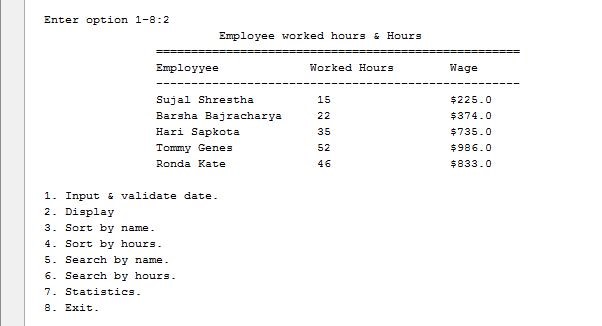 Enter option 1-8:2
Employee worked hours & Hours
====================================================
Employyee Worked Hours Wage
----------------------------------------------------
Sujal Shrestha 15 $225.0
Barsha Bajracharya 22 $374.0
Hari Sapkota 35 $735.0
Tommy Genes 52 $986.0
Ronda Kate 46 $833.0
1. Input & validate date.
2. Display
3. Sort by name.
4. Sort by hours.
5. Search by name.
6. Search by hours.
7. Statistics.
8. Exit.